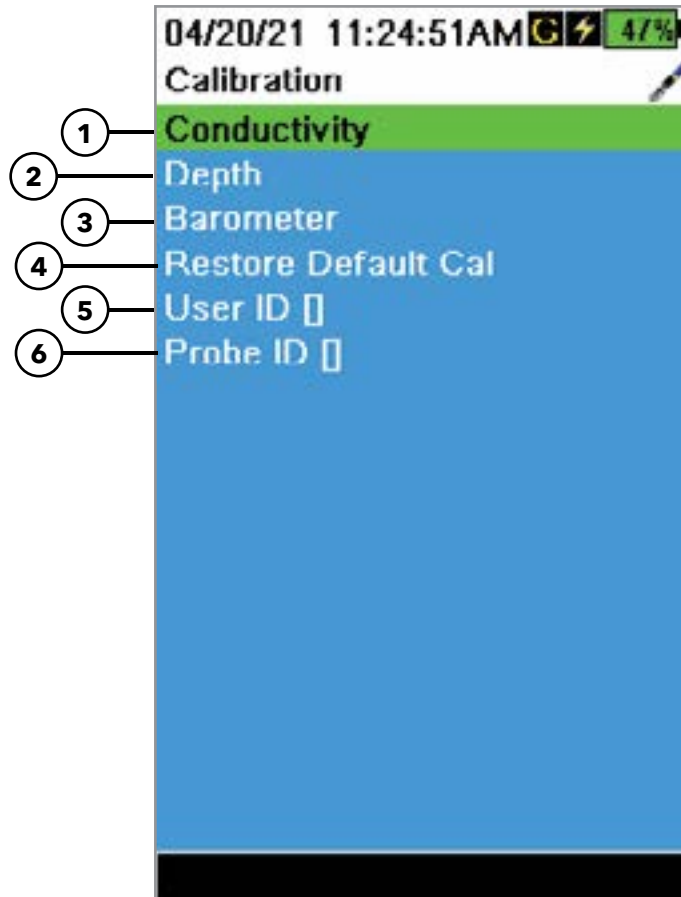 04/20/21 11:24:51AM G 47%
Calibration
1 Conductivity
2 Depth
3 Barometer
4 Restore Default Cal
5 User ID []
6 Probe ID []